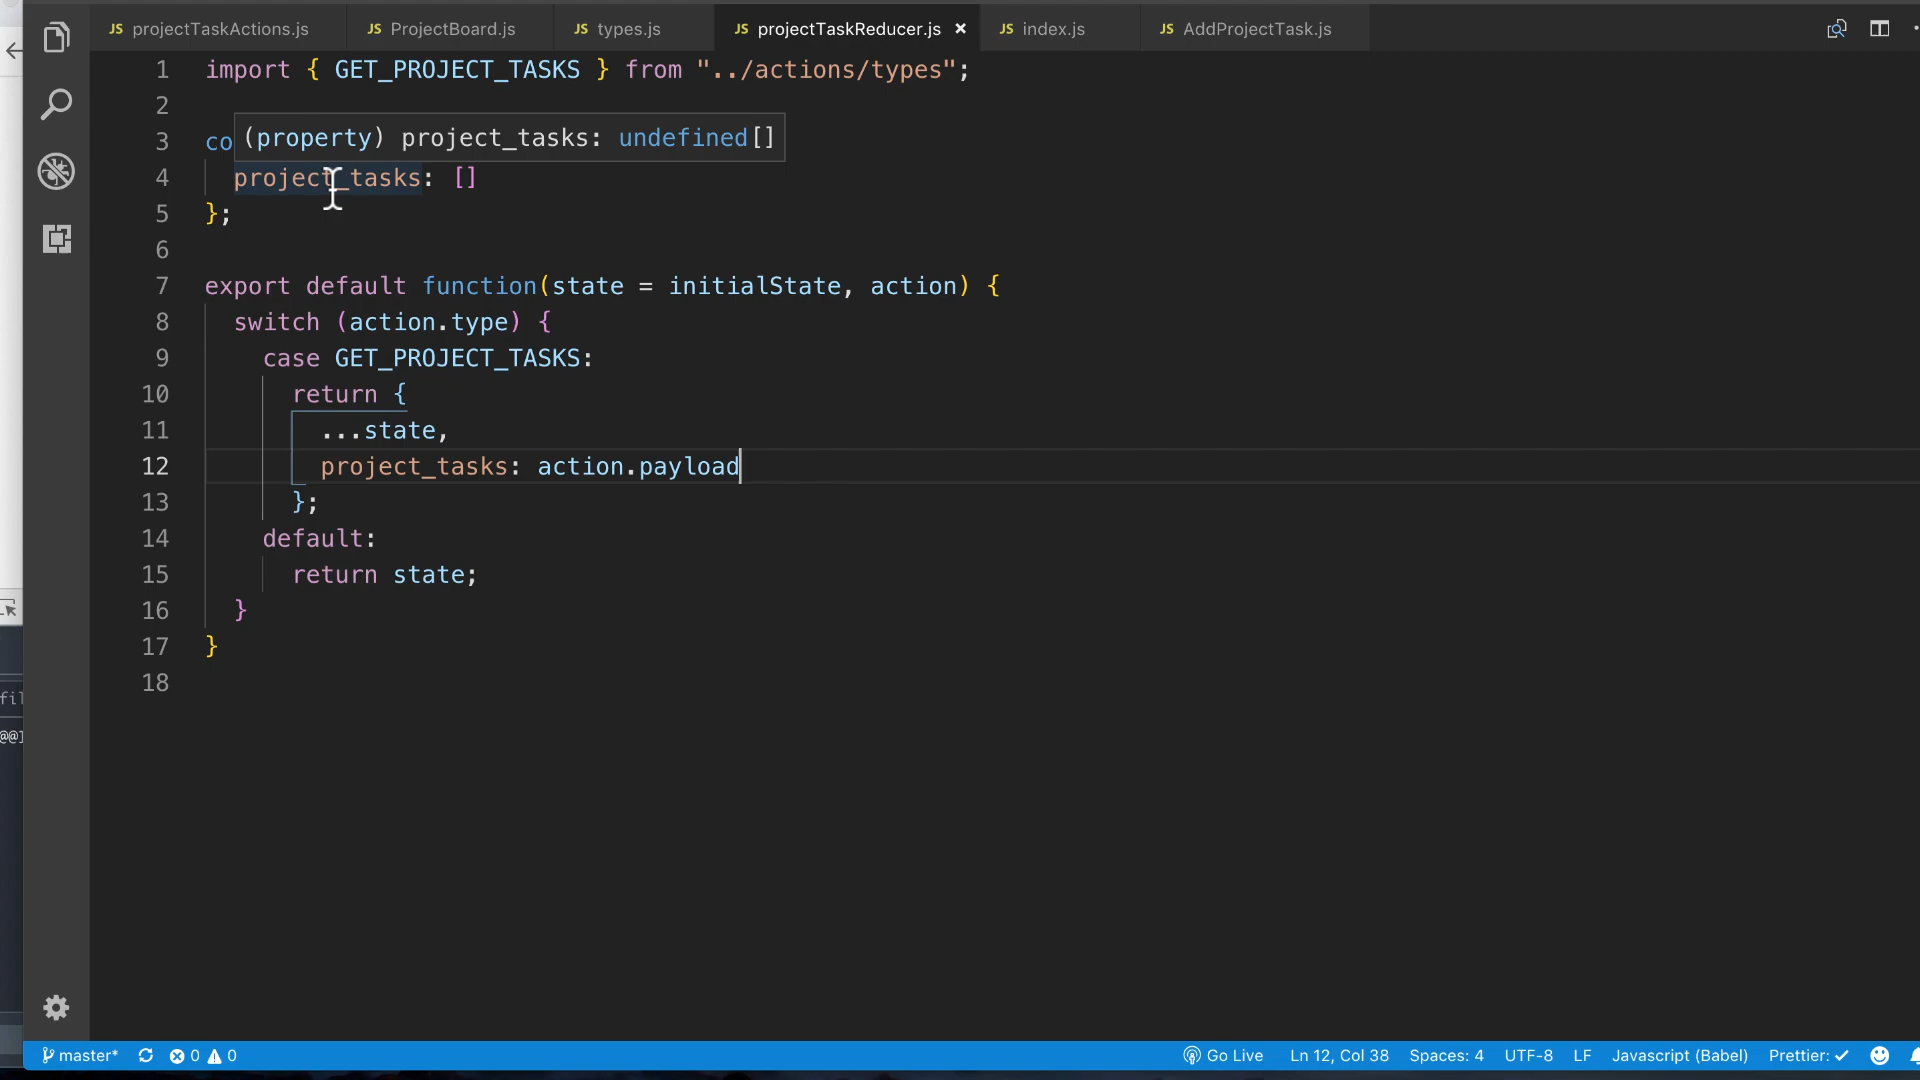 JS projectTaskActions.js JS ProjectBoard.js JS types.js JS projectTaskReducer.js × JS index.js JS AddProjectTask.js
1 import { GET_PROJECT_TASKS } from "../actions/types";
2
(property) project_tasks: undefined[]
3 co
4 project_tasks: []
5 };
6
7 export default function(state = initialState, action) {
8 switch (action.type) {
9 case GET_PROJECT_TASKS:
10 return {
11 ...state,
12 project_tasks: action.payload
13 };
14 default:
15 return state;
16 }
17 }
18
fil
@@
master* 0 0 Go Live Ln 12, Col 38 Spaces: 4 UTF-8 LF Javascript (Babel) Prettier: ✓